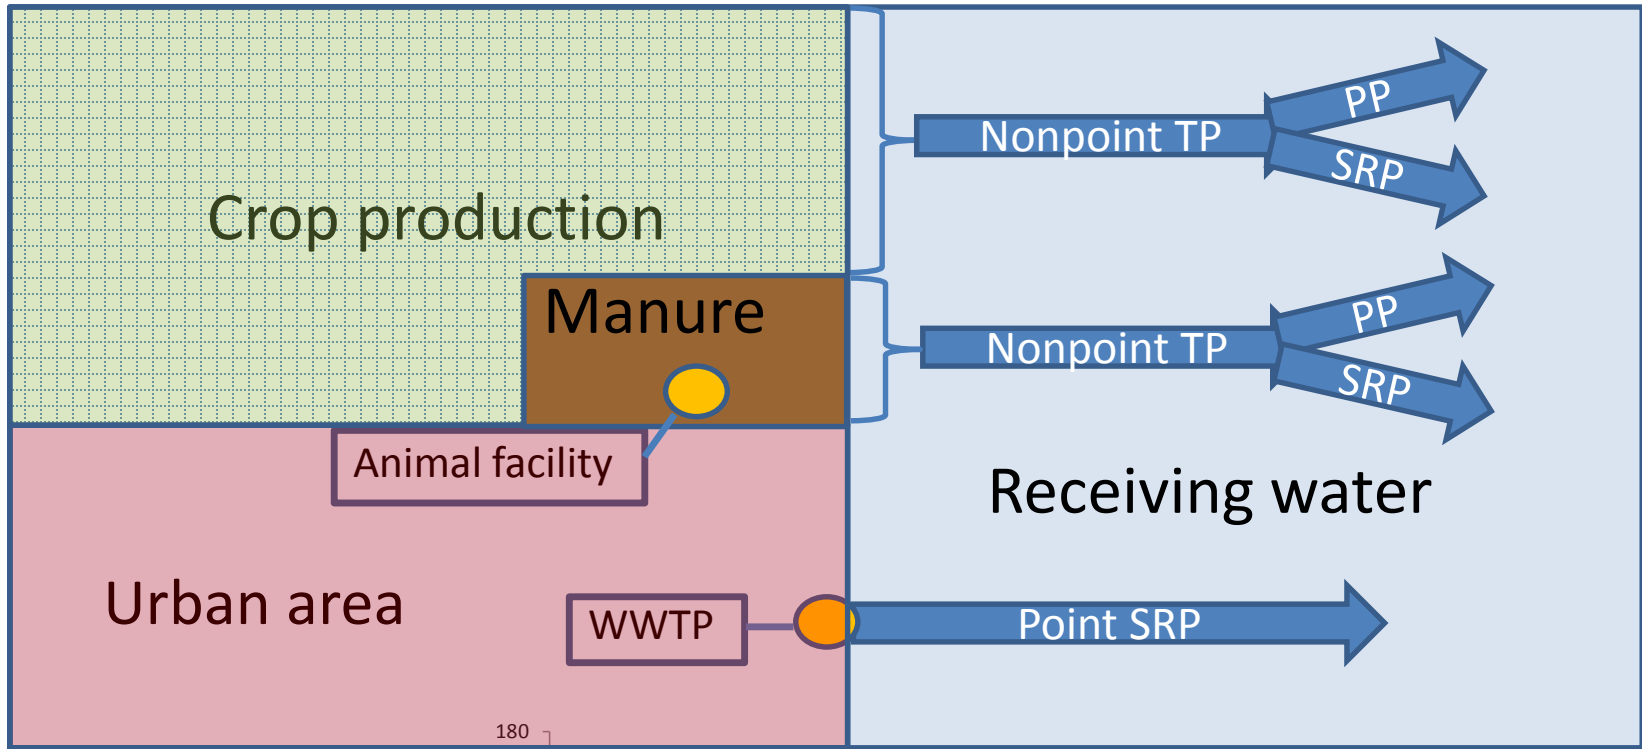 PP
Nonpoint TP
SRP
Crop production
Manure
PP
Nonpoint TP
SRP
Animal facility
Receiving water
Urban area
WWTP
Point SRP
180